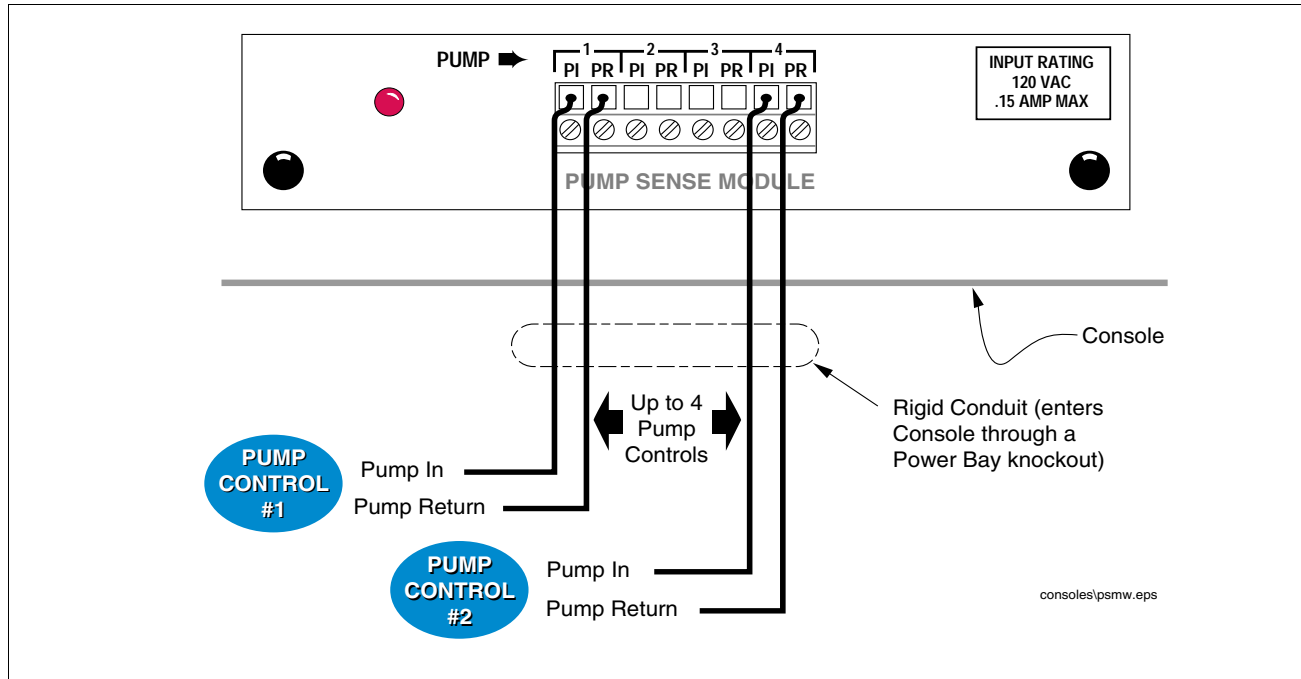 PUMP
1 2 3 4
PI PR PI PR PI PR PI PR
INPUT RATING
120 VAC
.15 AMP MAX
PUMP SENSE MODULE
Console
Rigid Conduit (enters
Console through a
Power Bay knockout)
Up to 4
Pump
Controls
PUMP
CONTROL
#1
Pump In
Pump Return
PUMP
CONTROL
#2
Pump In
Pump Return
consoles\psmw.eps